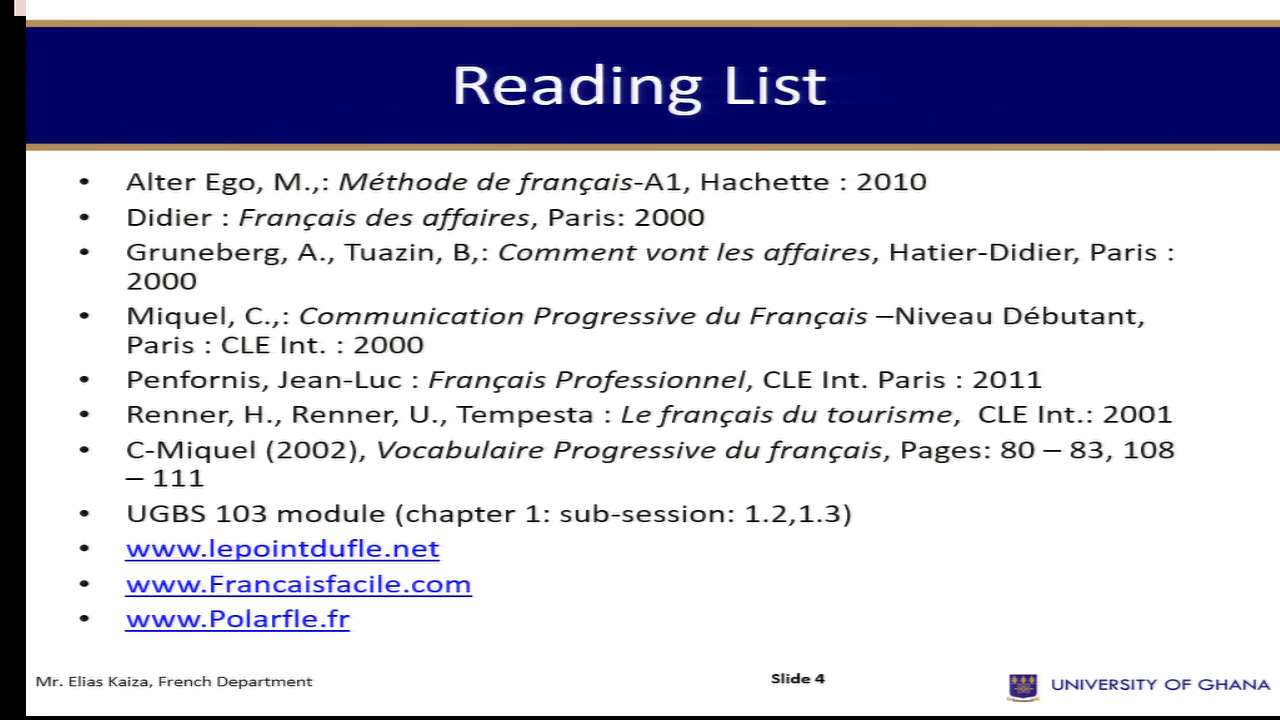 Reading List
• Alter Ego, M.,: Méthode de français-A1, Hachette : 2010
• Didier : Français des affaires, Paris: 2000
• Gruneberg, A., Tuazin, B,: Comment vont les affaires, Hatier-Didier, Paris :
2000
• Miquel, C.,: Communication Progressive du Français –Niveau Débutant,
Paris : CLE Int. : 2000
• Penfornis, Jean-Luc : Français Professionnel, CLE Int. Paris : 2011
• Renner, H., Renner, U., Tempesta : Le français du tourisme, CLE Int.: 2001
• C-Miquel (2002), Vocabulaire Progressive du français, Pages: 80 – 83, 108
– 111
• UGBS 103 module (chapter 1: sub-session: 1.2,1.3)
• www.lepointdufle.net
• www.Francaisfacile.com
• www.Polarfle.fr
Mr. Elias Kaiza, French Department
Slide 4
UNIVERSITY OF GHANA